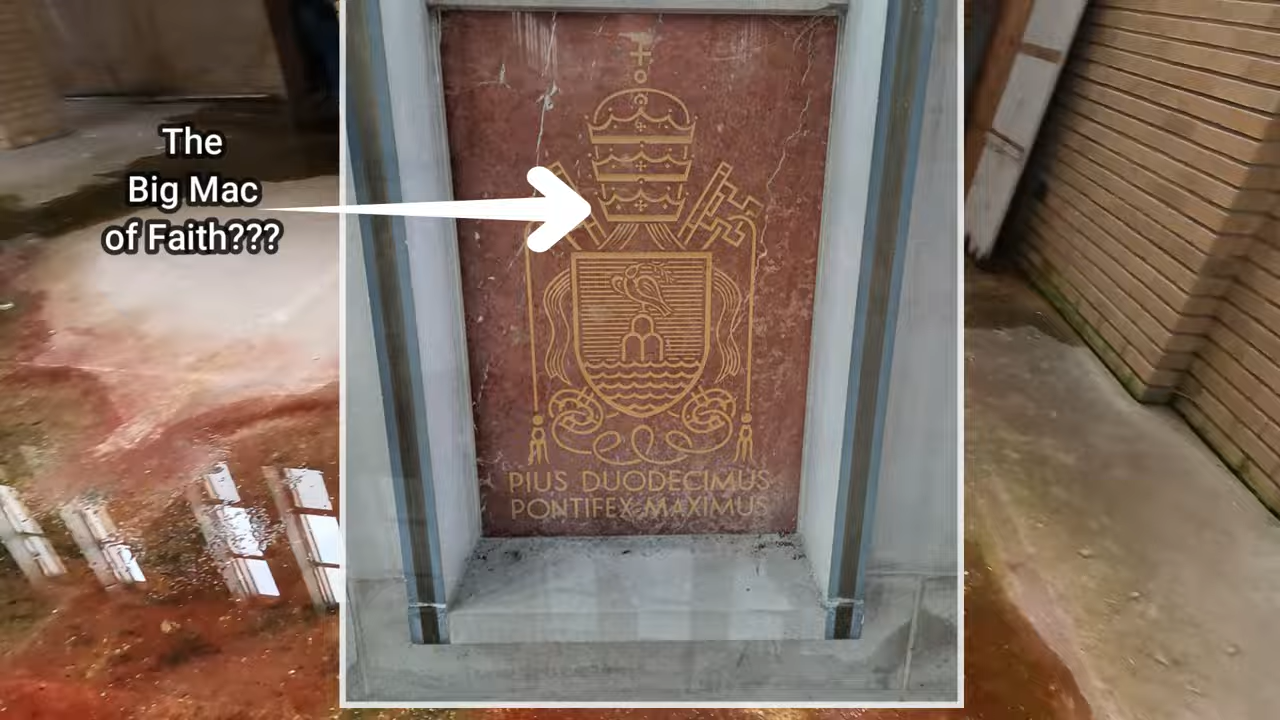 The
Big Mac
of Faith???
PIUS DUODECIMUS
PONTIFEX MAXIMUS